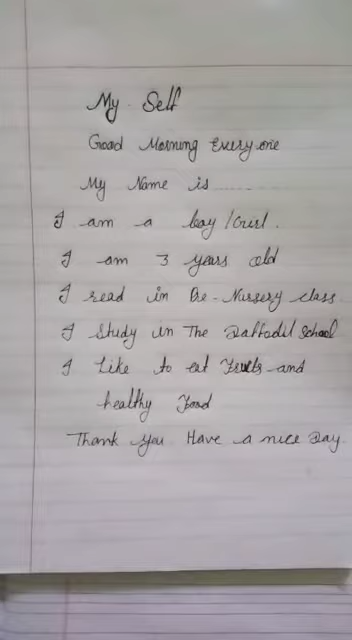 My Self
Good Morning Every one
My Name is ........
I am a boy / Girl.
I am 3 years old
I read in Pre-Nursery class
I Study in The Daffodil School
I Like to eat Fruits and
healthy Food
Thank you Have a nice Day.